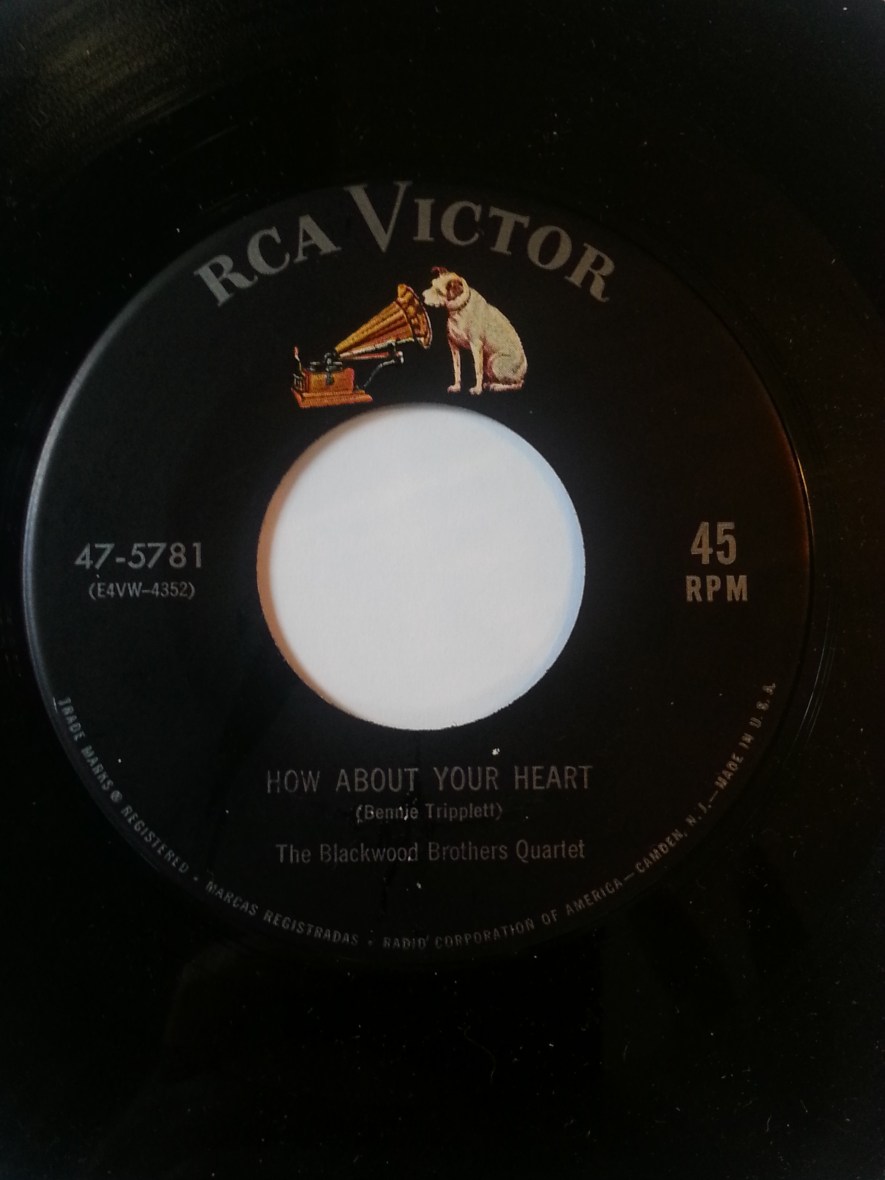 RCA VICTOR
47-5781
(E4VW-4352)
45
RPM
HOW ABOUT YOUR HEART
(Bennie Tripplett)
The Blackwood Brothers Quartet
TRADE MARKS ® REGISTERED • MARCAS REGISTRADAS • RADIO CORPORATION OF AMERICA—CAMDEN, N. J.—MADE IN U. S. A.